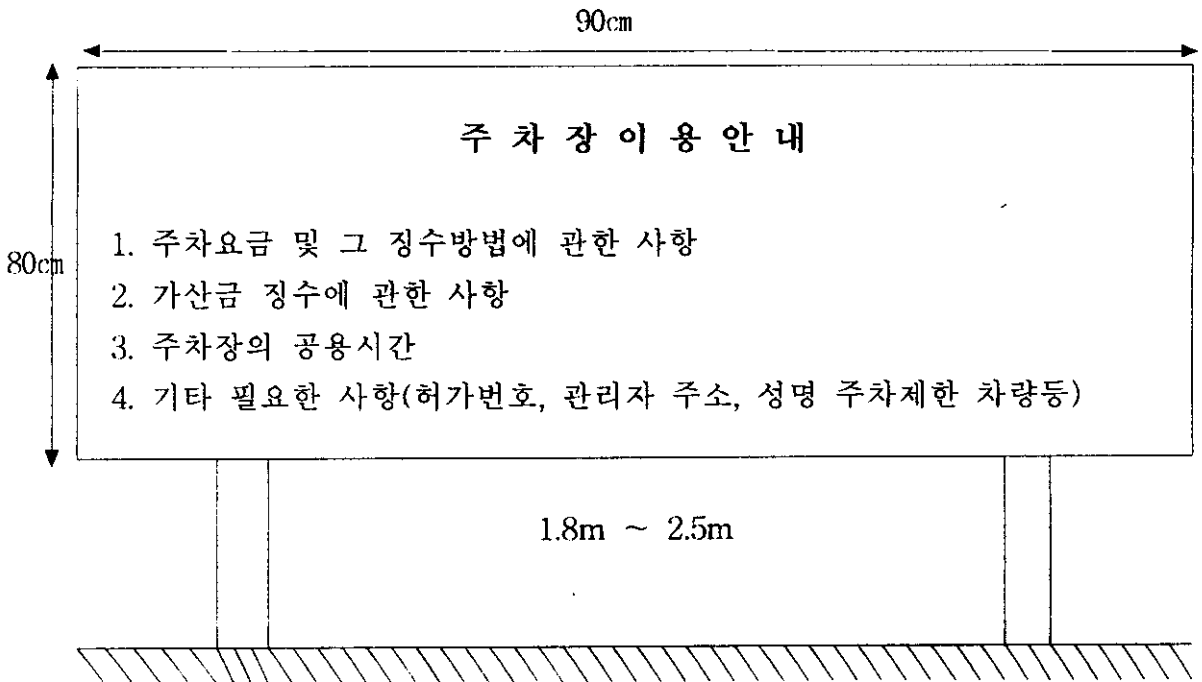 90cm
주 차 장 이 용 안 내
1. 주차요금 및 그 징수방법에 관한 사항
80cm
2. 가산금 징수에 관한 사항
3. 주차장의 공용시간
4. 기타 필요한 사항(허가번호, 관리자 주소, 성명 주차제한 차량등)
1.8m ~ 2.5m